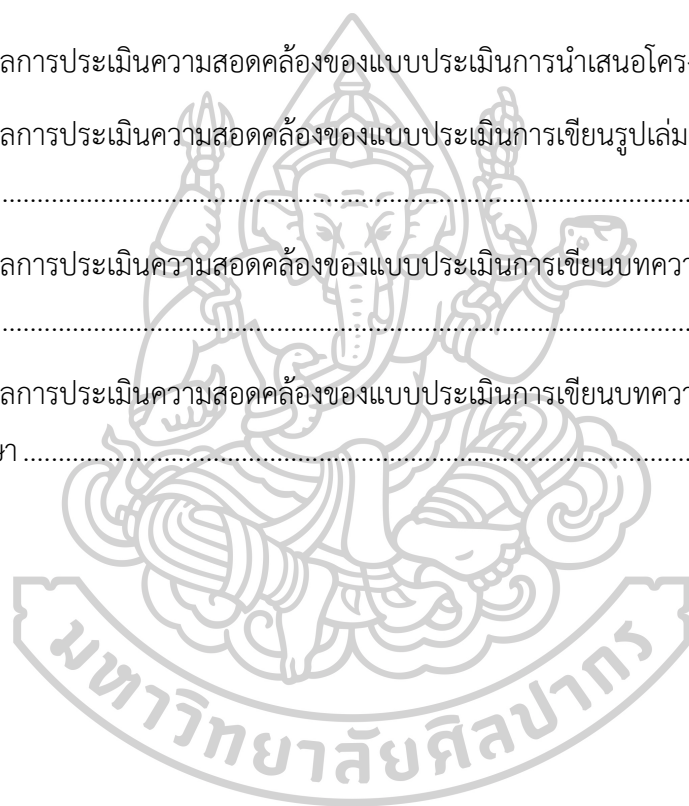 ลการประเมินความสอดคล้องของแบบประเมินการนำเสนอโครง
ลการประเมินความสอดคล้องของแบบประเมินการเขียนรูปเล่ม
........................................................................................................................
ลการประเมินความสอดคล้องของแบบประเมินการเขียนบทควา
........................................................................................................................
ลการประเมินความสอดคล้องของแบบประเมินการเขียนบทควา
ษา ....................................................................................................................
มหาวิทยาลัยศิลปากร